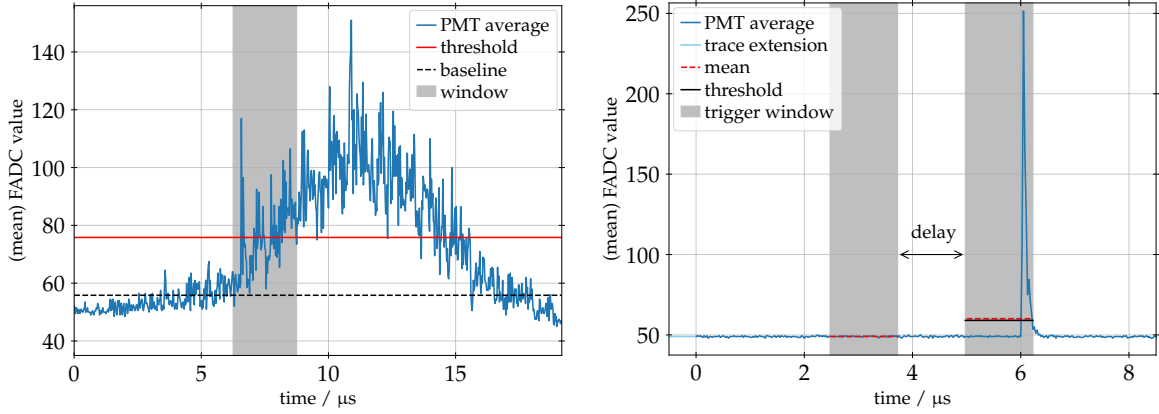 (mean) FADC value
140
120
100
80
60
40
0
5
10
15
time / μs
PMT average
threshold
baseline
window
(mean) FADC value
250
200
150
100
50
0
2
4
6
8
time / μs
PMT average
trace extension
mean
threshold
trigger window
delay